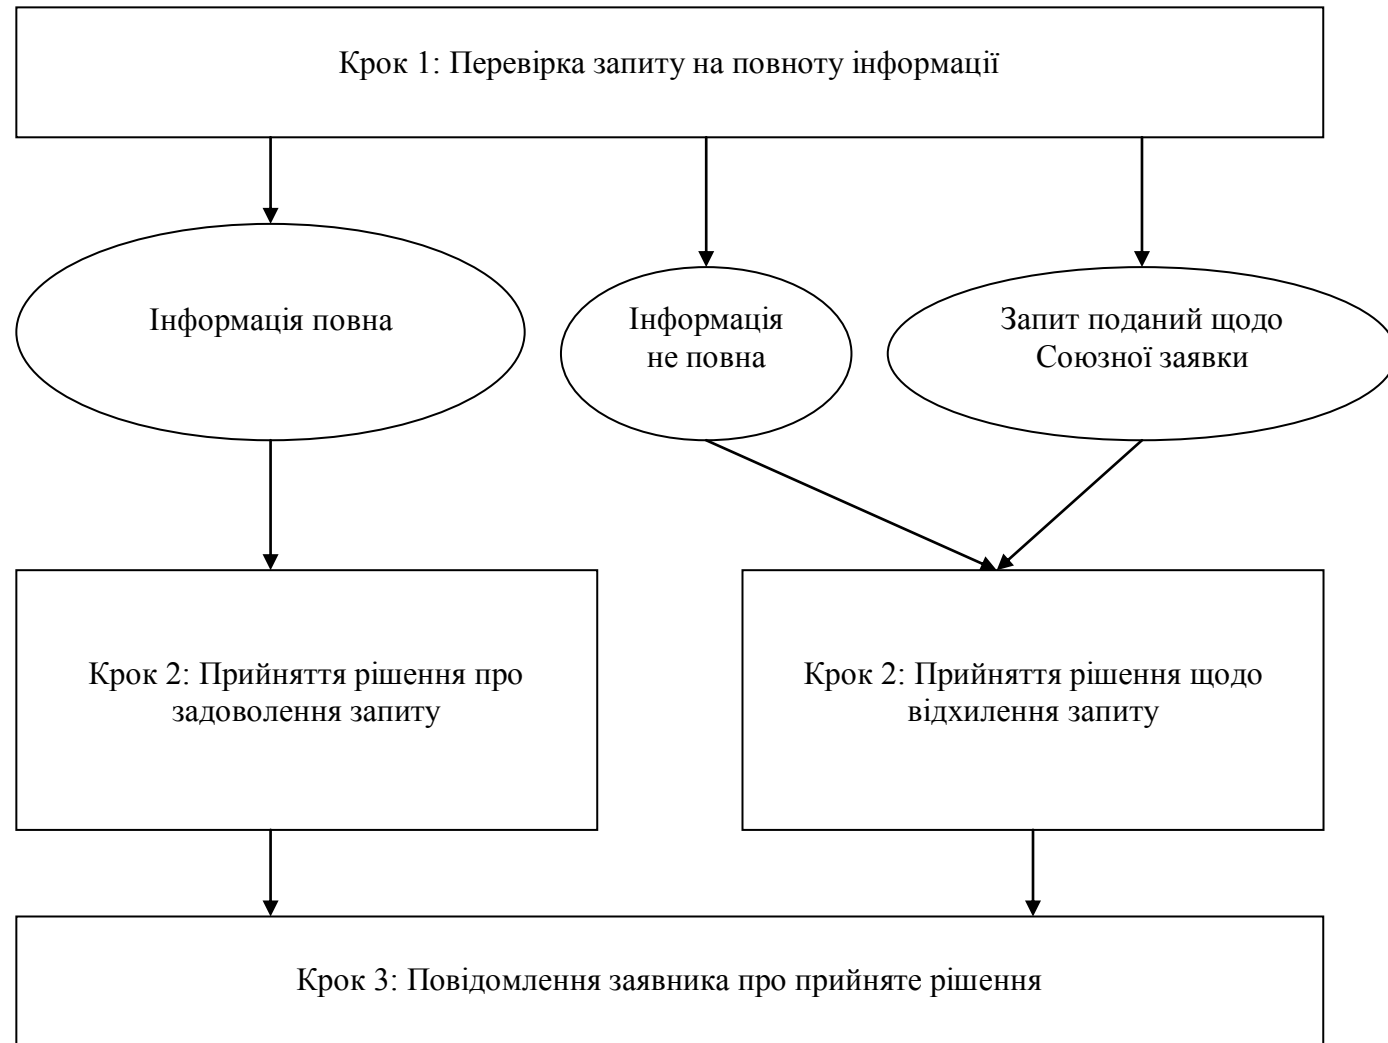 Крок 1: Перевірка запиту на повноту інформації
Інформація повна
Інформація
не повна
Запит поданий щодо
Союзної заявки
Крок 2: Прийняття рішення про
задоволення запиту
Крок 2: Прийняття рішення щодо
відхилення запиту
Крок 3: Повідомлення заявника про прийняте рішення